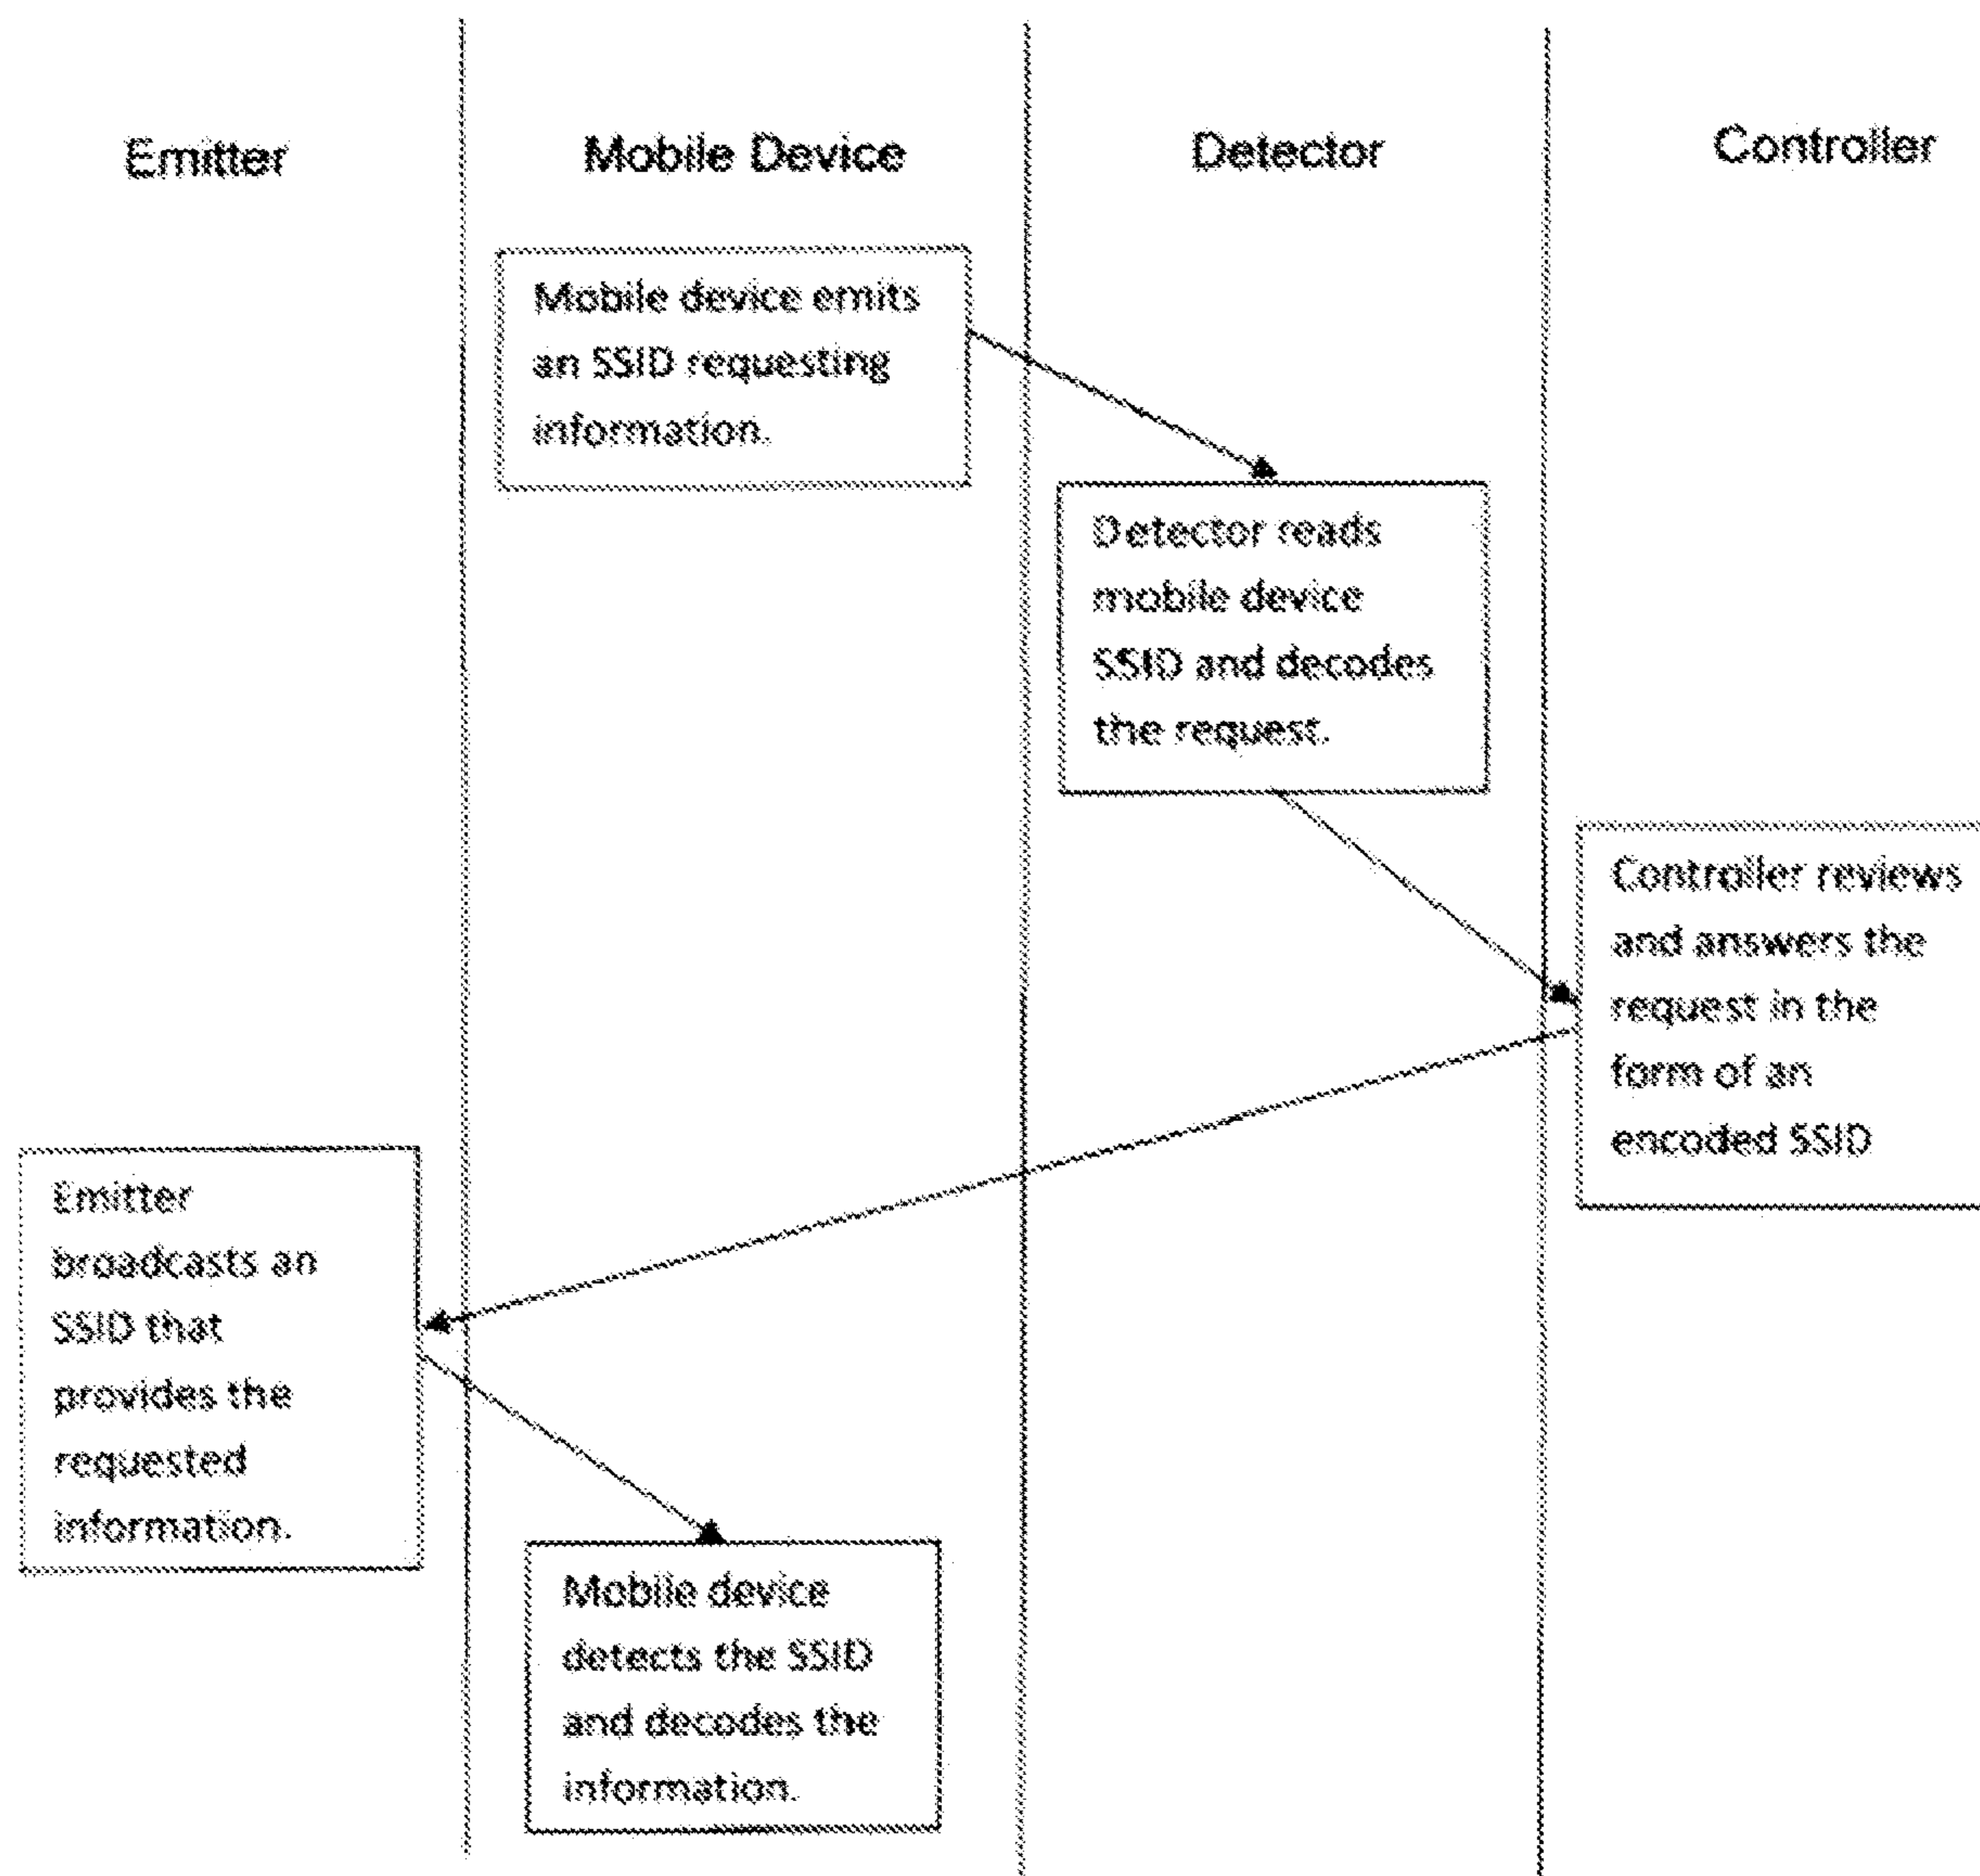 Emitter
Mobile Device
Detector
Controller
Mobile device emits
an SSID requesting
information.
Detector reads
mobile device
SSID and decodes
the request.
Controller reviews
and answers the
request in the
form of an
encoded SSID
Emitter
broadcasts an
SSID that
provides the
requested
information.
Mobile device
detects the SSID
and decodes the
information.